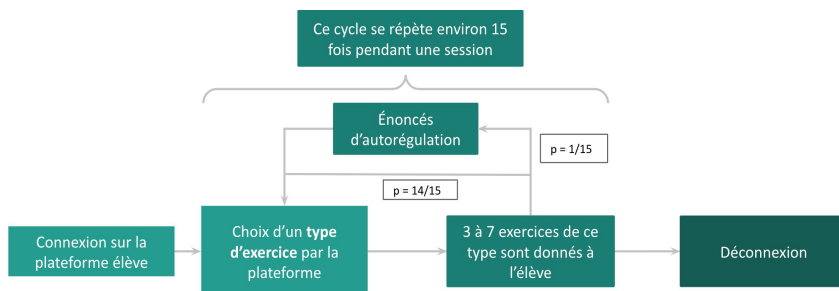 Ce cycle se répète environ 15
fois pendant une session
Énoncés
d'autorégulation
p = 1/15
p = 14/15
Connexion sur la
plateforme élève
Choix d'un type
d'exercice par la
plateforme
3 à 7 exercices de ce
type sont donnés à
l'élève
Déconnexion